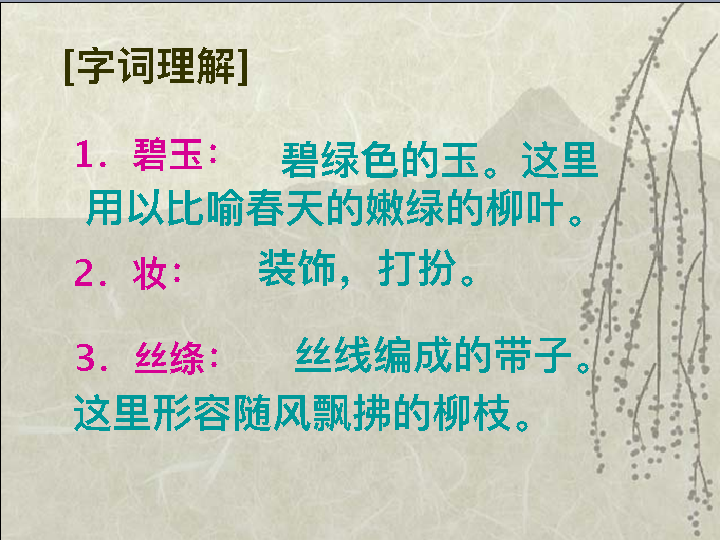 [字词理解]
1．碧玉： 碧绿色的玉。这里
用以比喻春天的嫩绿的柳叶。
2．妆： 装饰，打扮。
3．丝绦： 丝线编成的带子。
这里形容随风飘拂的柳枝。